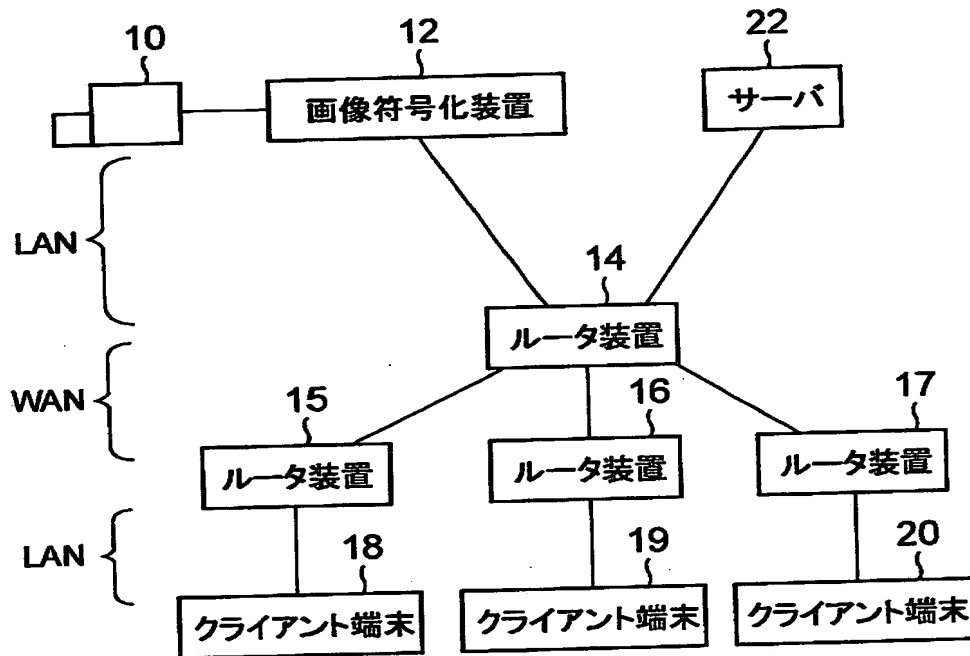 10
12
22
画像符号化装置
サーバ
LAN
14
ルータ装置
WAN
15
16
17
ルータ装置
ルータ装置
ルータ装置
LAN
18
19
20
クライアント端末
クライアント端末
クライアント端末